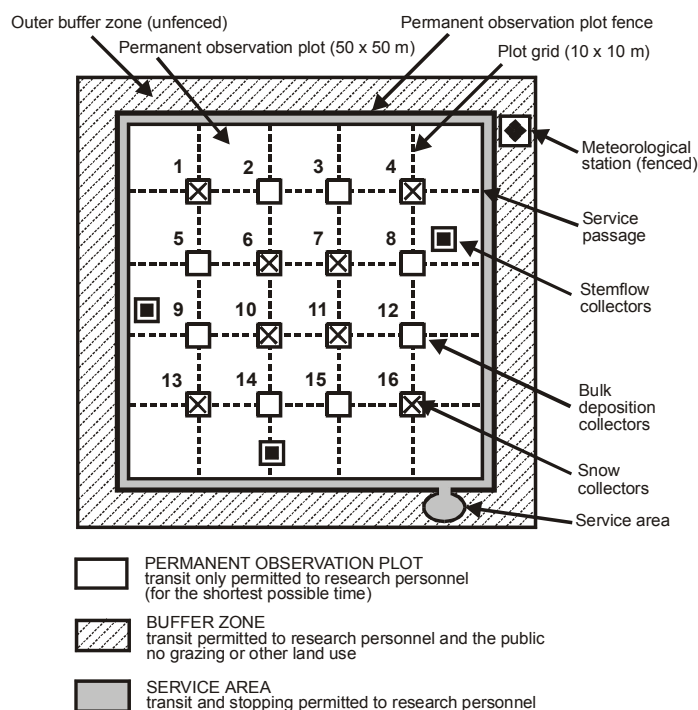 Outer buffer zone (unfenced)
Permanent observation plot fence
Permanent observation plot (50 x 50 m)
Plot grid (10 x 10 m)
Meteorological
station (fenced)
1 2 3 4
Service
passage
5 6 7 8
Stemflow
collectors
9 10 11 12
Bulk
deposition
collectors
13 14 15 16
Snow
collectors
Service area
PERMANENT OBSERVATION PLOT
transit only permitted to research personnel
(for the shortest possible time)
BUFFER ZONE
transit permitted to research personnel and the public
no grazing or other land use
SERVICE AREA
transit and stopping permitted to research personnel